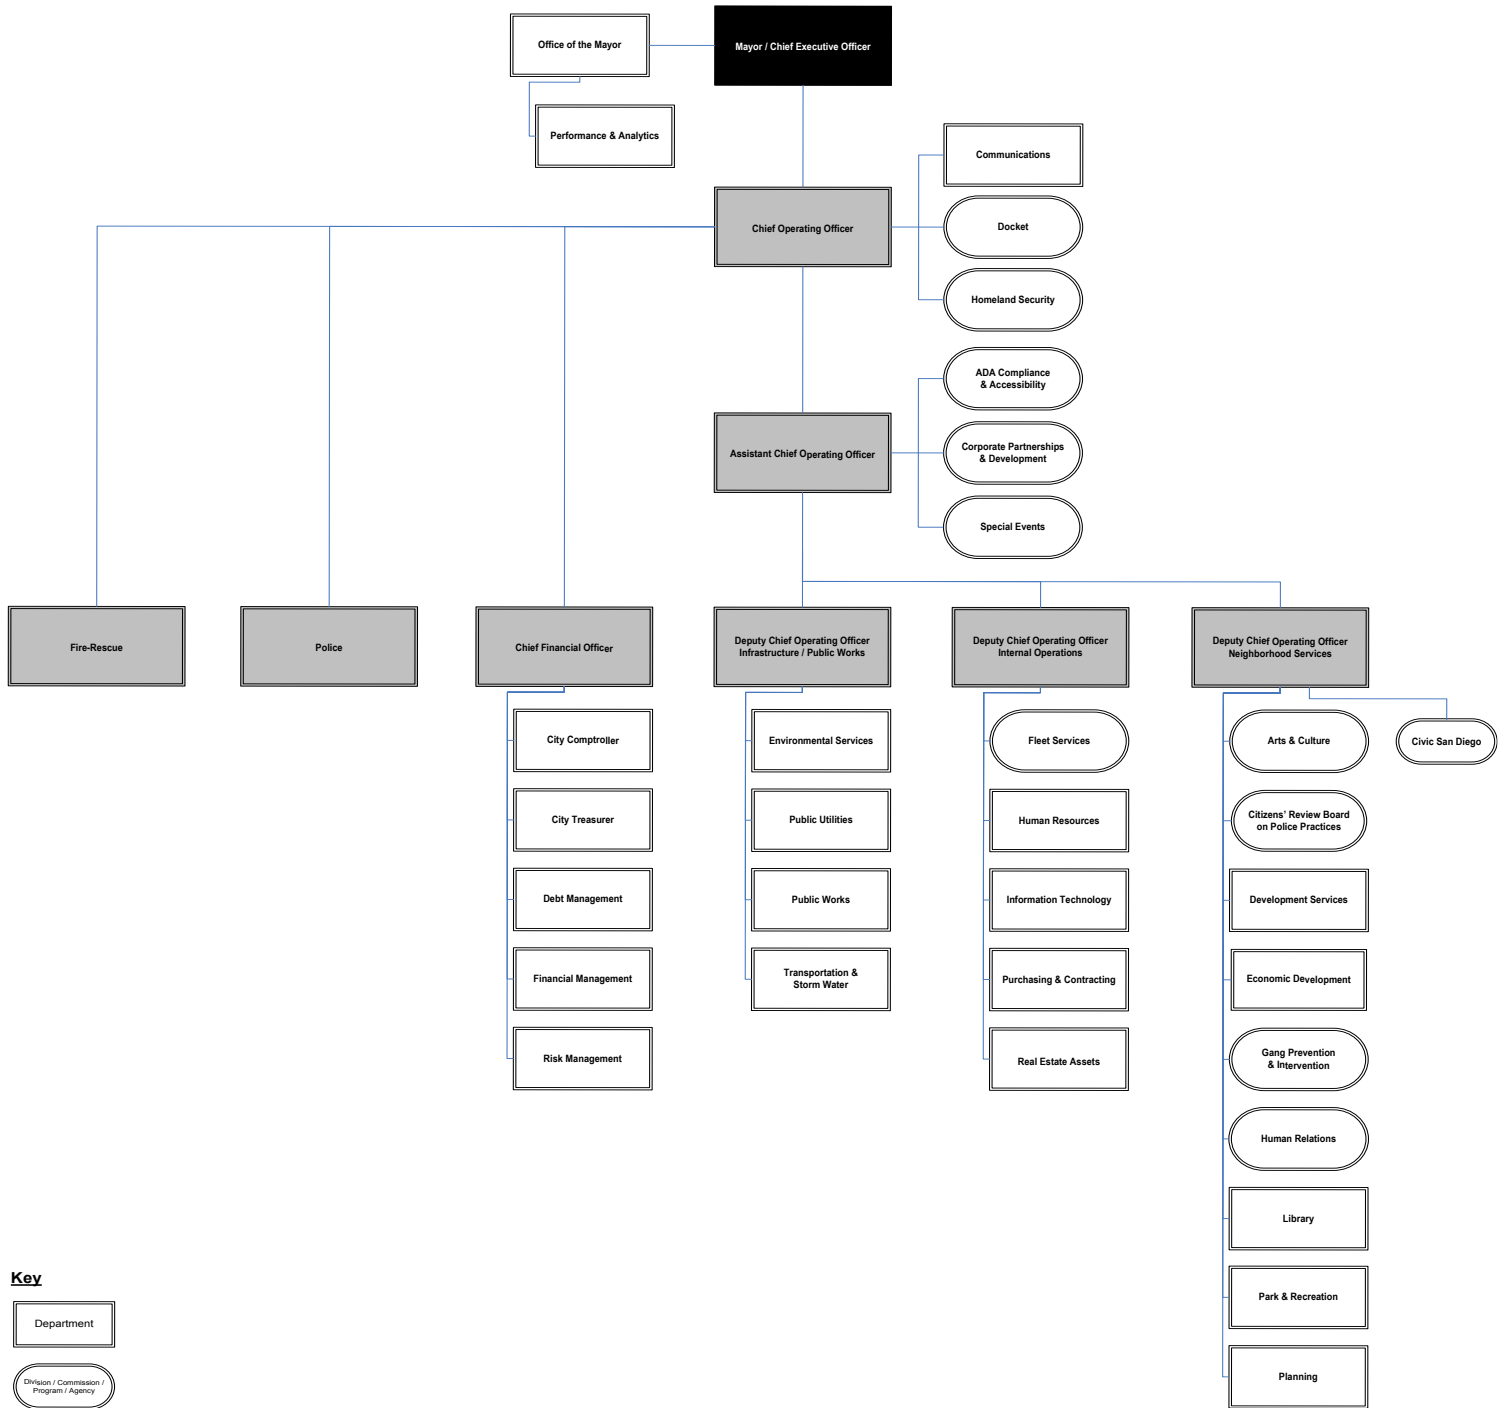 Office of the Mayor
Mayor / Chief Executive Officer
Performance & Analytics
Communications
Chief Operating Officer
Docket
Homeland Security
ADA Compliance
& Accessibility
Assistant Chief Operating Officer
Corporate Partnerships
& Development
Special Events
Fire-Rescue
Police
Chief Financial Officer
Deputy Chief Operating Officer
Infrastructure / Public Works
Deputy Chief Operating Officer
Internal Operations
Deputy Chief Operating Officer
Neighborhood Services
City Comptroller
City Treasurer
Debt Management
Financial Management
Risk Management
Environmental Services
Public Utilities
Public Works
Transportation &
Storm Water
Fleet Services
Human Resources
Information Technology
Purchasing & Contracting
Real Estate Assets
Arts & Culture
Civic San Diego
Citizens' Review Board
on Police Practices
Development Services
Economic Development
Gang Prevention
& Intervention
Human Relations
Library
Park & Recreation
Planning
Key
Department
Division / Commission /
Program / Agency